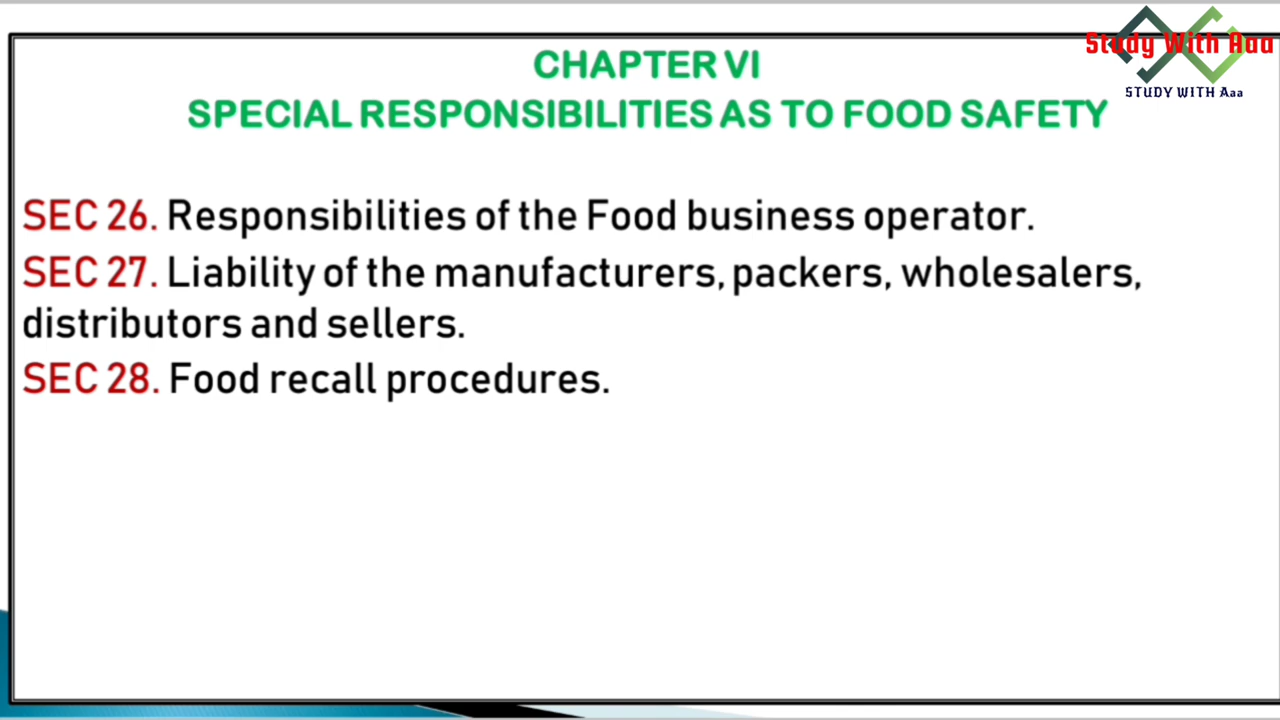 Study With Aaa
STUDY WITH Aaa
CHAPTER VI
SPECIAL RESPONSIBILITIES AS TO FOOD SAFETY
SEC 26. Responsibilities of the Food business operator.
SEC 27. Liability of the manufacturers, packers, wholesalers,
distributors and sellers.
SEC 28. Food recall procedures.